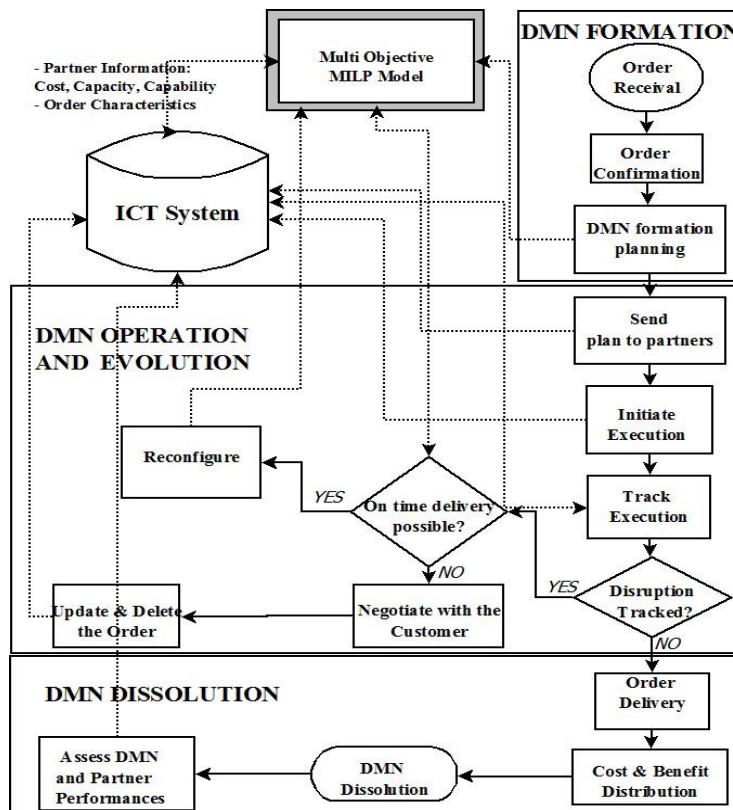 DMN FORMATION
Order
Receival
Order
Confirmation
DMN formation
planning
Multi Objective
MILP Model
- Partner Information:
Cost, Capacity, Capability
- Order Characteristics
ICT System
DMN OPERATION
AND EVOLUTION
Send
plan to partners
Initiate
Execution
Track
Execution
Disruption
Tracked?
YES
NO
On time delivery
possible?
YES
NO
Reconfigure
Negotiate with the
Customer
Update & Delete
the Order
DMN DISSOLUTION
Order
Delivery
Cost & Benefit
Distribution
DMN
Dissolution
Assess DMN
and Partner
Performances